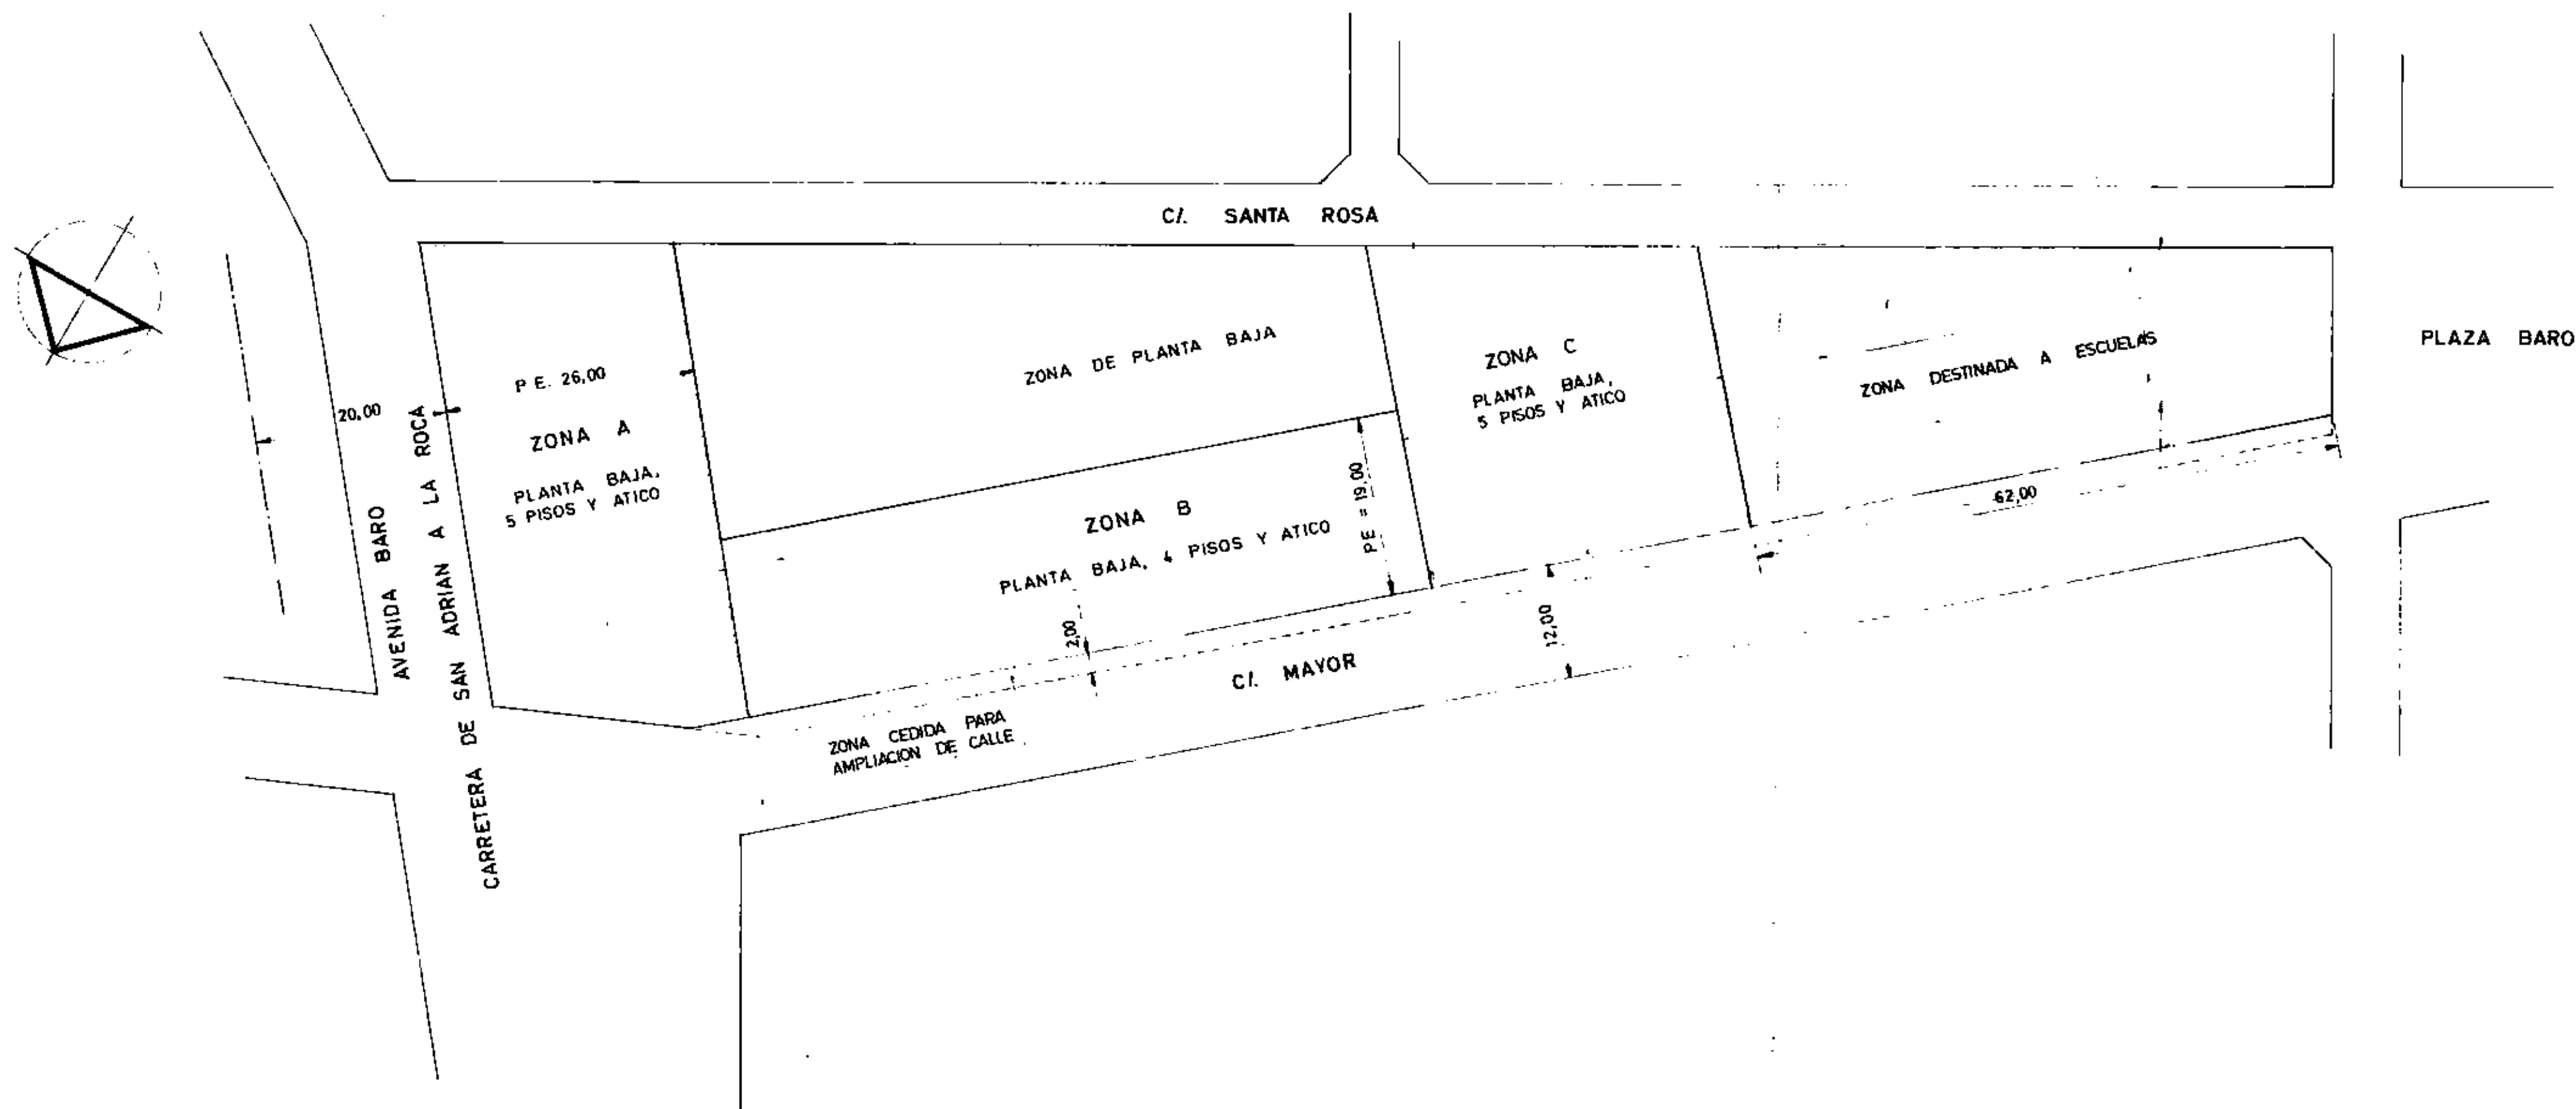 C/. SANTA ROSA
PLAZA BARO
P E. 26,00
ZONA A
PLANTA BAJA,
5 PISOS Y ATICO
20,00
AVENIDA BARO
CARRETERA DE SAN ADRIAN A LA ROCA
ZONA DE PLANTA BAJA
ZONA B
PLANTA BAJA, 4 PISOS Y ATICO
PE = 19,00
ZONA C
PLANTA BAJA,
5 PISOS Y ATICO
ZONA DESTINADA A ESCUELAS
62,00
2,00
12,00
C/. MAYOR
ZONA CEDIDA PARA
AMPLIACION DE CALLE